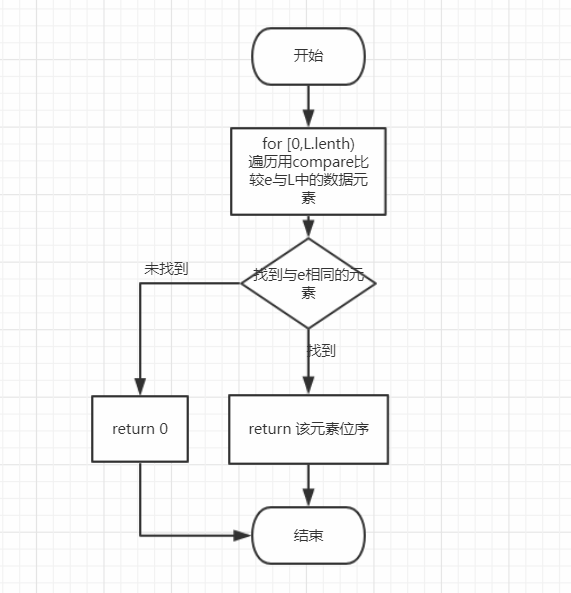 开始
for [0,L.lenth)
遍历用compare比
较e与L中的数据元
素
未找到
找到与e相同的元
素
找到
return 0
return 该元素位序
结束